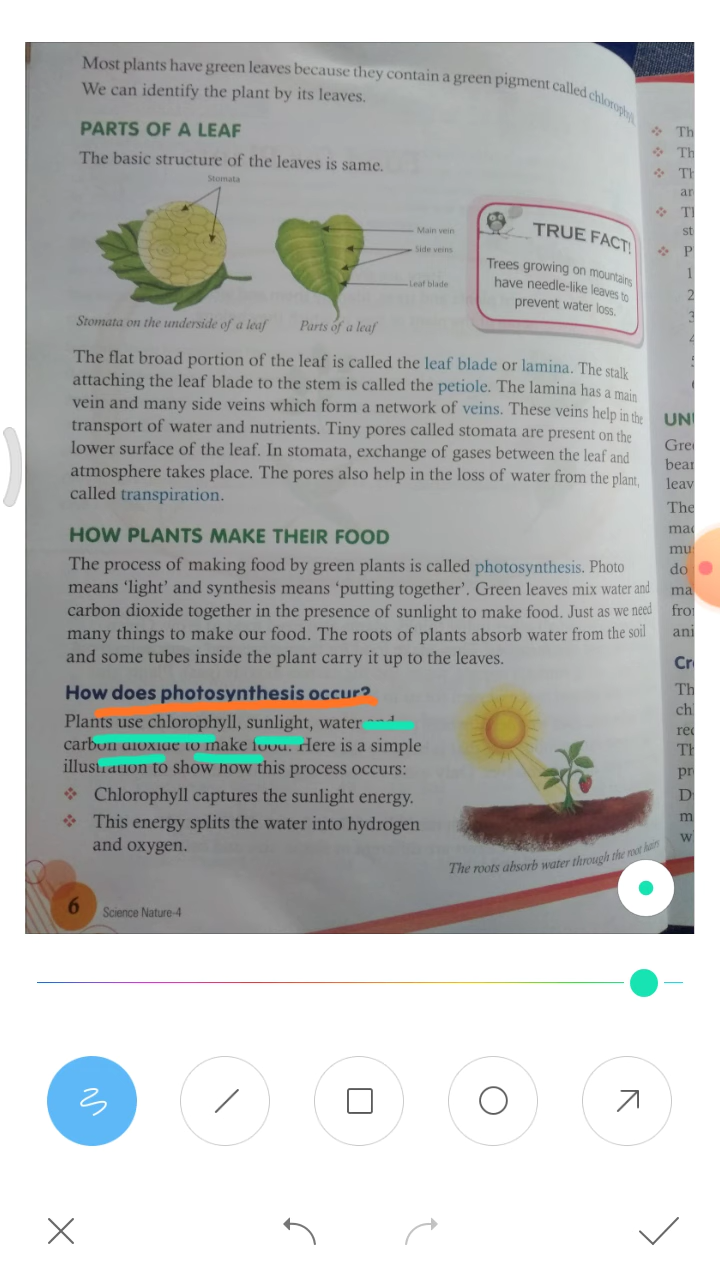 Most plants have green leaves because they contain a green pigment called chlorophyll.
We can identify the plant by its leaves.
PARTS OF A LEAF
The basic structure of the leaves is same.
Stomata
Main vein
Side veins
Leaf blade
Stomata on the underside of a leaf
Parts of a leaf
TRUE FACT!
Trees growing on mountains
have needle-like leaves to
prevent water loss.
The flat broad portion of the leaf is called the leaf blade or lamina. The stalk
attaching the leaf blade to the stem is called the petiole. The lamina has a main
vein and many side veins which form a network of veins. These veins help in the
transport of water and nutrients. Tiny pores called stomata are present on the
lower surface of the leaf. In stomata, exchange of gases between the leaf and
atmosphere takes place. The pores also help in the loss of water from the plant,
called transpiration.
HOW PLANTS MAKE THEIR FOOD
The process of making food by green plants is called photosynthesis. Photo
means ‘light’ and synthesis means ‘putting together’. Green leaves mix water and
carbon dioxide together in the presence of sunlight to make food. Just as we need
many things to make our food. The roots of plants absorb water from the soil
and some tubes inside the plant carry it up to the leaves.
How does photosynthesis occur?
Plants use chlorophyll, sunlight, water and
carbon dioxide to make food. Here is a simple
illustration to show how this process occurs:
❖ Chlorophyll captures the sunlight energy.
❖ This energy splits the water into hydrogen
and oxygen.
The roots absorb water through the root hairs
6
Science Nature-4